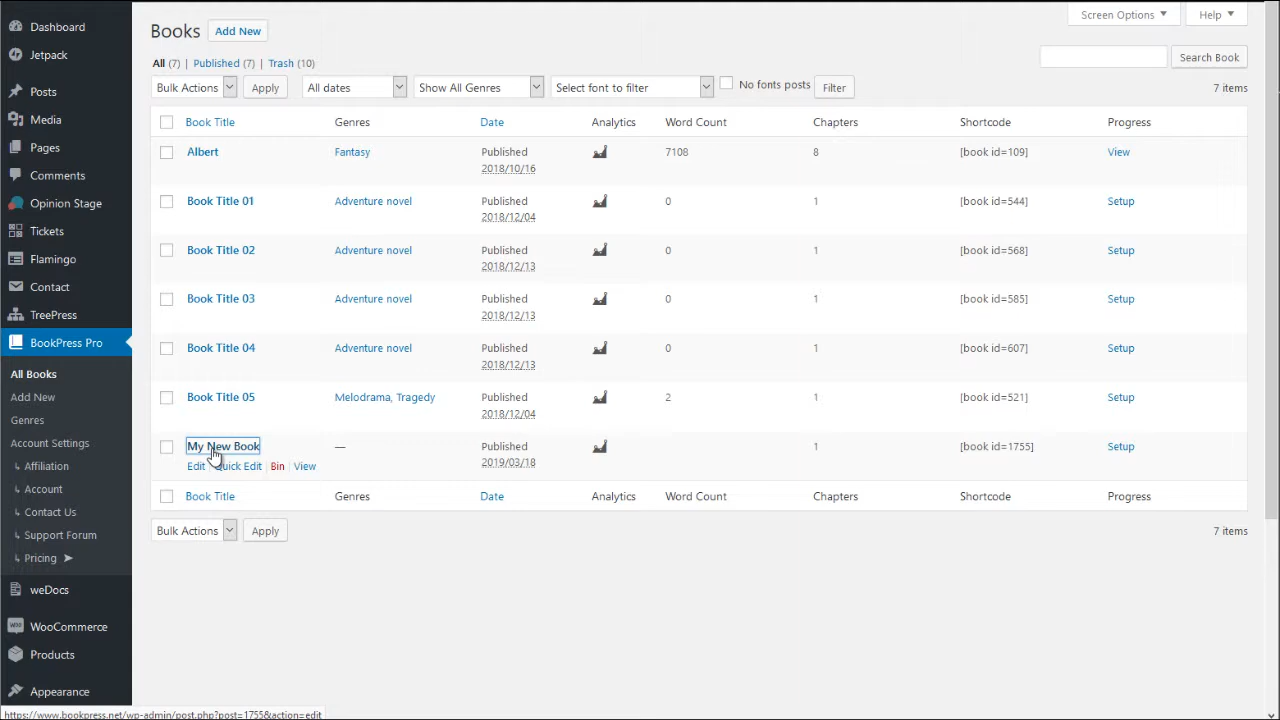 Dashboard
Jetpack
Posts
Media
Pages
Comments
Opinion Stage
Tickets
Flamingo
Contact
TreePress
BookPress Pro
All Books
Add New
Genres
Account Settings
↳ Affiliation
↳ Account
↳ Contact Us
↳ Support Forum
↳ Pricing ➤
weDocs
WooCommerce
Products
Appearance
Screen Options ▼ Help ▼
Books Add New
All (7) | Published (7) | Trash (10)
Search Book
Bulk Actions Apply All dates Show All Genres Select font to filter No fonts posts Filter 7 items
Book Title Genres Date Analytics Word Count Chapters Shortcode Progress
Albert Fantasy Published 7108 8 [book id=109] View
2018/10/16
Book Title 01 Adventure novel Published 0 1 [book id=544] Setup
2018/12/04
Book Title 02 Adventure novel Published 0 1 [book id=568] Setup
2018/12/13
Book Title 03 Adventure novel Published 0 1 [book id=585] Setup
2018/12/13
Book Title 04 Adventure novel Published 0 1 [book id=607] Setup
2018/12/13
Book Title 05 Melodrama, Tragedy Published 2 1 [book id=521] Setup
2018/12/04
My New Book — Published 1 [book id=1755] Setup
Edit Quick Edit | Bin | View 2019/03/18
Book Title Genres Date Analytics Word Count Chapters Shortcode Progress
Bulk Actions Apply 7 items
https://www.bookpress.net/wp-admin/post.php?post=1755&action=edit